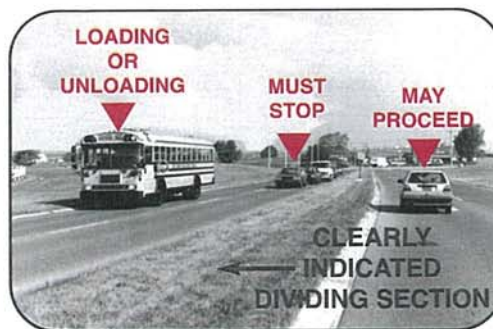 LOADING
OR
UNLOADING
MUST
STOP
MAY
PROCEED
CLEARLY
INDICATED
DIVIDING SECTION